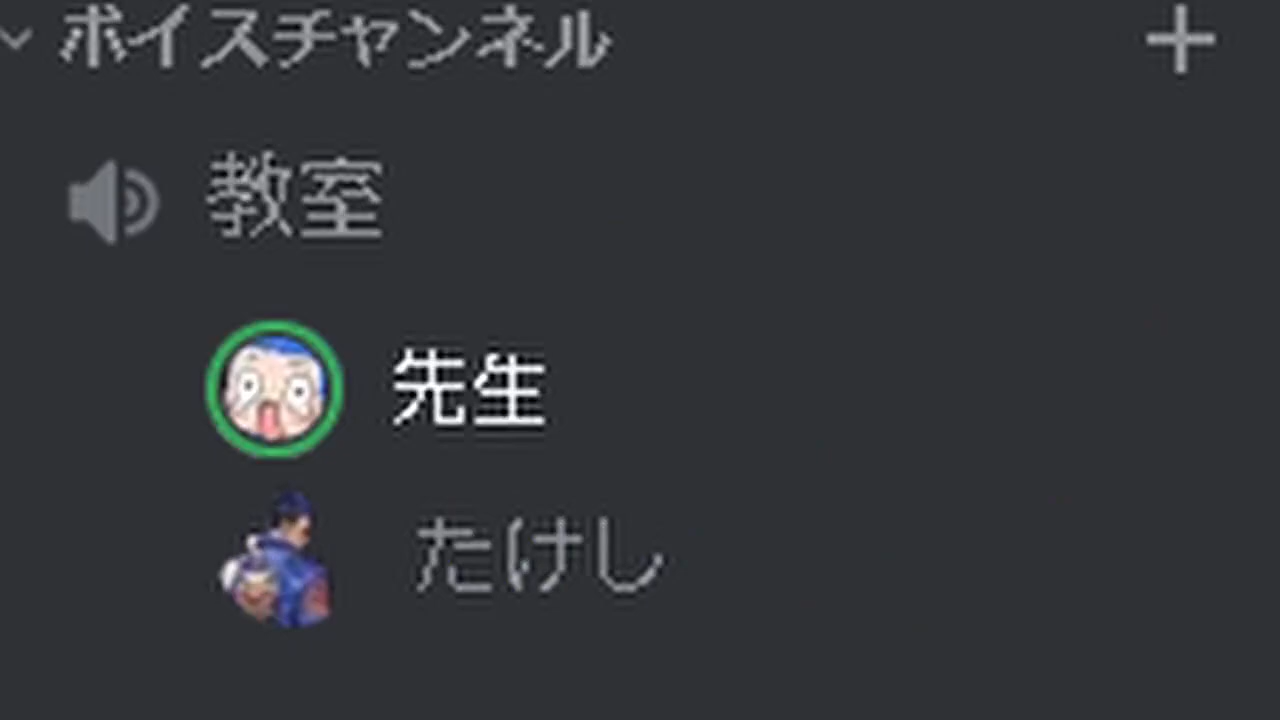 ボイスチャンネル
教室
先生
たけし